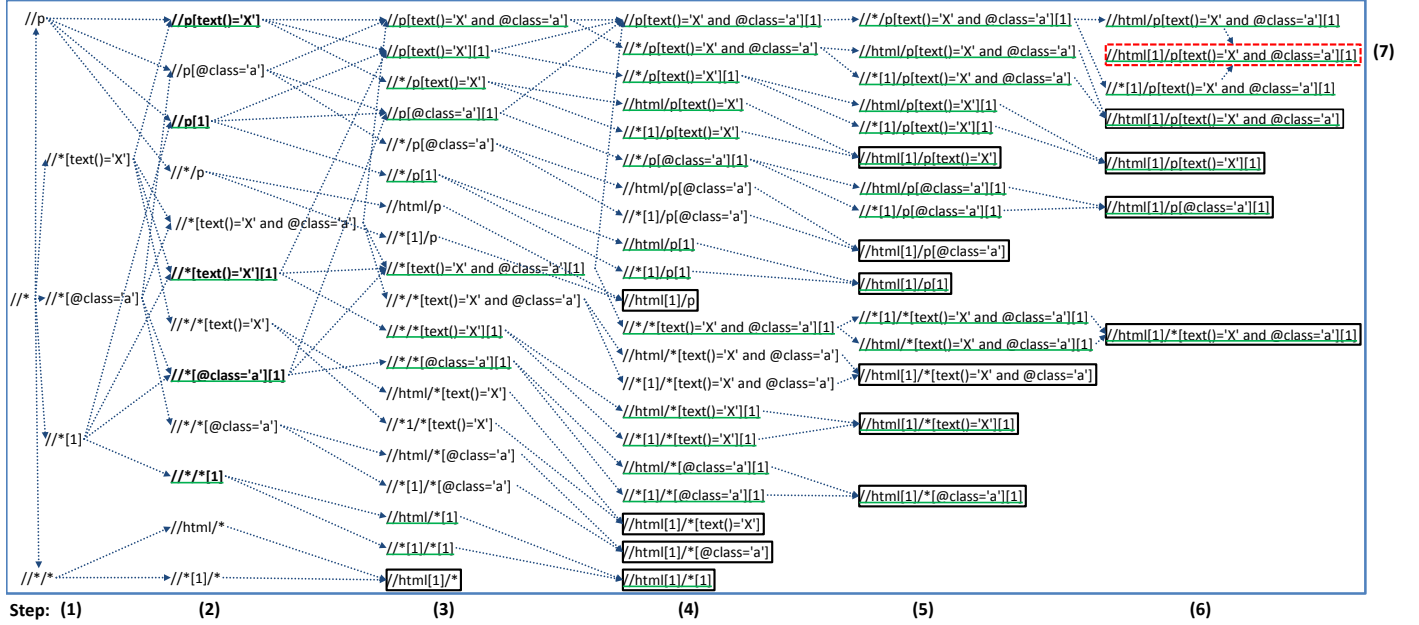 //*
//p
//*[text()='X']
//*[@class='a']
//*[1]
//*/*
//p[text()='X']
//p[@class='a']
//p[1]
//*/p
//*[text()='X' and @class='a']
//*[text()='X'][1]
//*/*[text()='X']
//*[@class='a'][1]
//*/*[@class='a']
//*/*[1]
//html/*
//*[1]/*
//p[text()='X' and @class='a']
//p[text()='X'][1]
//*/p[text()='X']
//p[@class='a'][1]
//*/p[@class='a']
//*/p[1]
//html/p
//*[1]/p
//*[text()='X' and @class='a'][1]
//*/*[text()='X' and @class='a']
//*/*[text()='X'][1]
//*/*[@class='a'][1]
//html/*[text()='X']
//*1/*[text()='X']
//html/*[@class='a']
//*[1]/*[@class='a']
//html/*[1]
//*[1]/*[1]
//html[1]/*
//p[text()='X' and @class='a'][1]
//*/p[text()='X' and @class='a']
//*/p[text()='X'][1]
//html/p[text()='X']
//*[1]/p[text()='X']
//*/p[@class='a'][1]
//html/p[@class='a']
//*[1]/p[@class='a']
//html/p[1]
//*[1]/p[1]
//html[1]/p
//*/*[text()='X' and @class='a'][1]
//html/*[text()='X' and @class='a']
//*[1]/*[text()='X' and @class='a']
//html/*[text()='X'][1]
//*[1]/*[text()='X'][1]
//html/*[@class='a'][1]
//*[1]/*[@class='a'][1]
//html[1]/*[text()='X']
//html[1]/*[@class='a']
//html[1]/*[1]
//*/p[text()='X' and @class='a'][1]
//html/p[text()='X' and @class='a']
//*[1]/p[text()='X' and @class='a']
//html/p[text()='X'][1]
//*[1]/p[text()='X'][1]
//html[1]/p[text()='X']
//html/p[@class='a'][1]
//*[1]/p[@class='a'][1]
//html[1]/p[@class='a']
//html[1]/p[1]
//*[1]/*[text()='X' and @class='a'][1]
//html/*[text()='X' and @class='a'][1]
//html[1]/*[text()='X' and @class='a']
//html[1]/*[text()='X'][1]
//html[1]/*[@class='a'][1]
//html/p[text()='X' and @class='a'][1]
//html[1]/p[text()='X' and @class='a'][1]
(7)
//*[1]/p[text()='X' and @class='a'][1]
//html[1]/p[text()='X' and @class='a']
//html[1]/p[text()='X'][1]
//html[1]/p[@class='a'][1]
//html[1]/*[text()='X' and @class='a'][1]
Step: (1) (2) (3) (4) (5) (6)